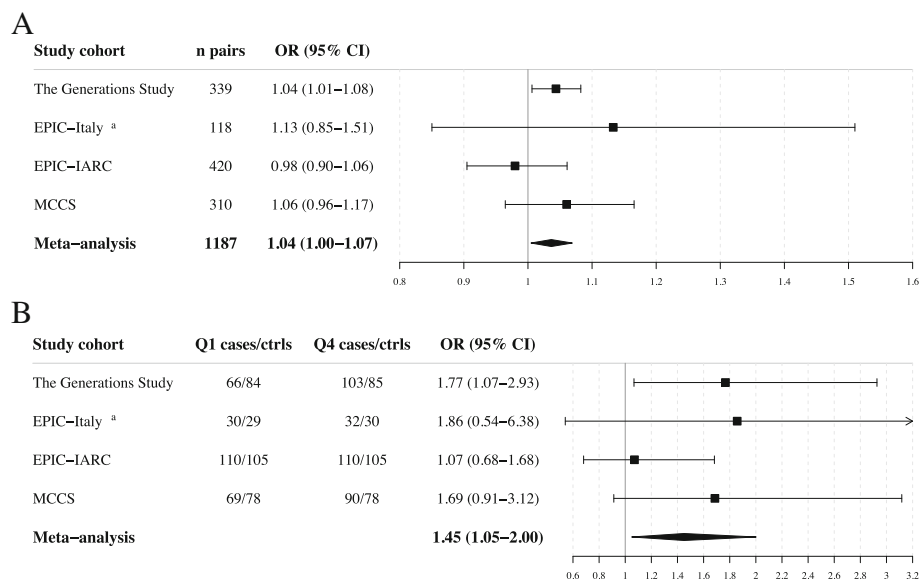 A
Study cohort n pairs OR (95% CI)
The Generations Study 339 1.04 (1.01−1.08)
EPIC−Italy a 118 1.13 (0.85−1.51)
EPIC−IARC 420 0.98 (0.90−1.06)
MCCS 310 1.06 (0.96−1.17)
Meta−analysis 1187 1.04 (1.00−1.07)
0.8 0.9 1 1.1 1.2 1.3 1.4 1.5 1.6
B
Study cohort Q1 cases/ctrls Q4 cases/ctrls OR (95% CI)
The Generations Study 66/84 103/85 1.77 (1.07−2.93)
EPIC−Italy a 30/29 32/30 1.86 (0.54−6.38)
EPIC−IARC 110/105 110/105 1.07 (0.68−1.68)
MCCS 69/78 90/78 1.69 (0.91−3.12)
Meta−analysis 1.45 (1.05−2.00)
0.6 0.8 1 1.2 1.4 1.6 1.8 2 2.2 2.4 2.6 2.8 3 3.2